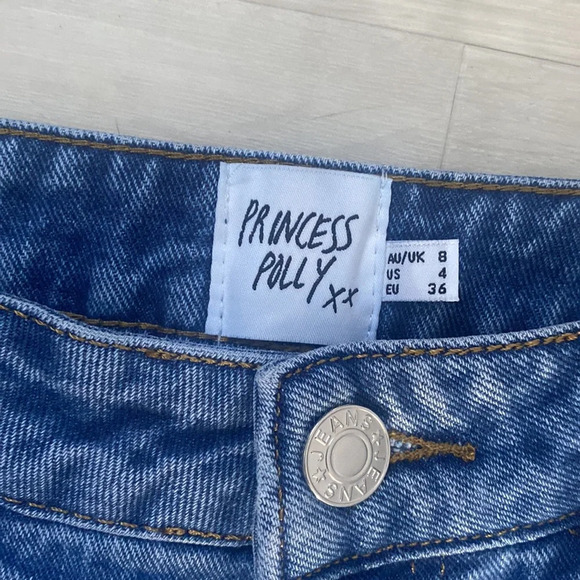 PRINCESS
POLLY xx
AU/UK 8
US 4
EU 36
★JEANS★JEANS